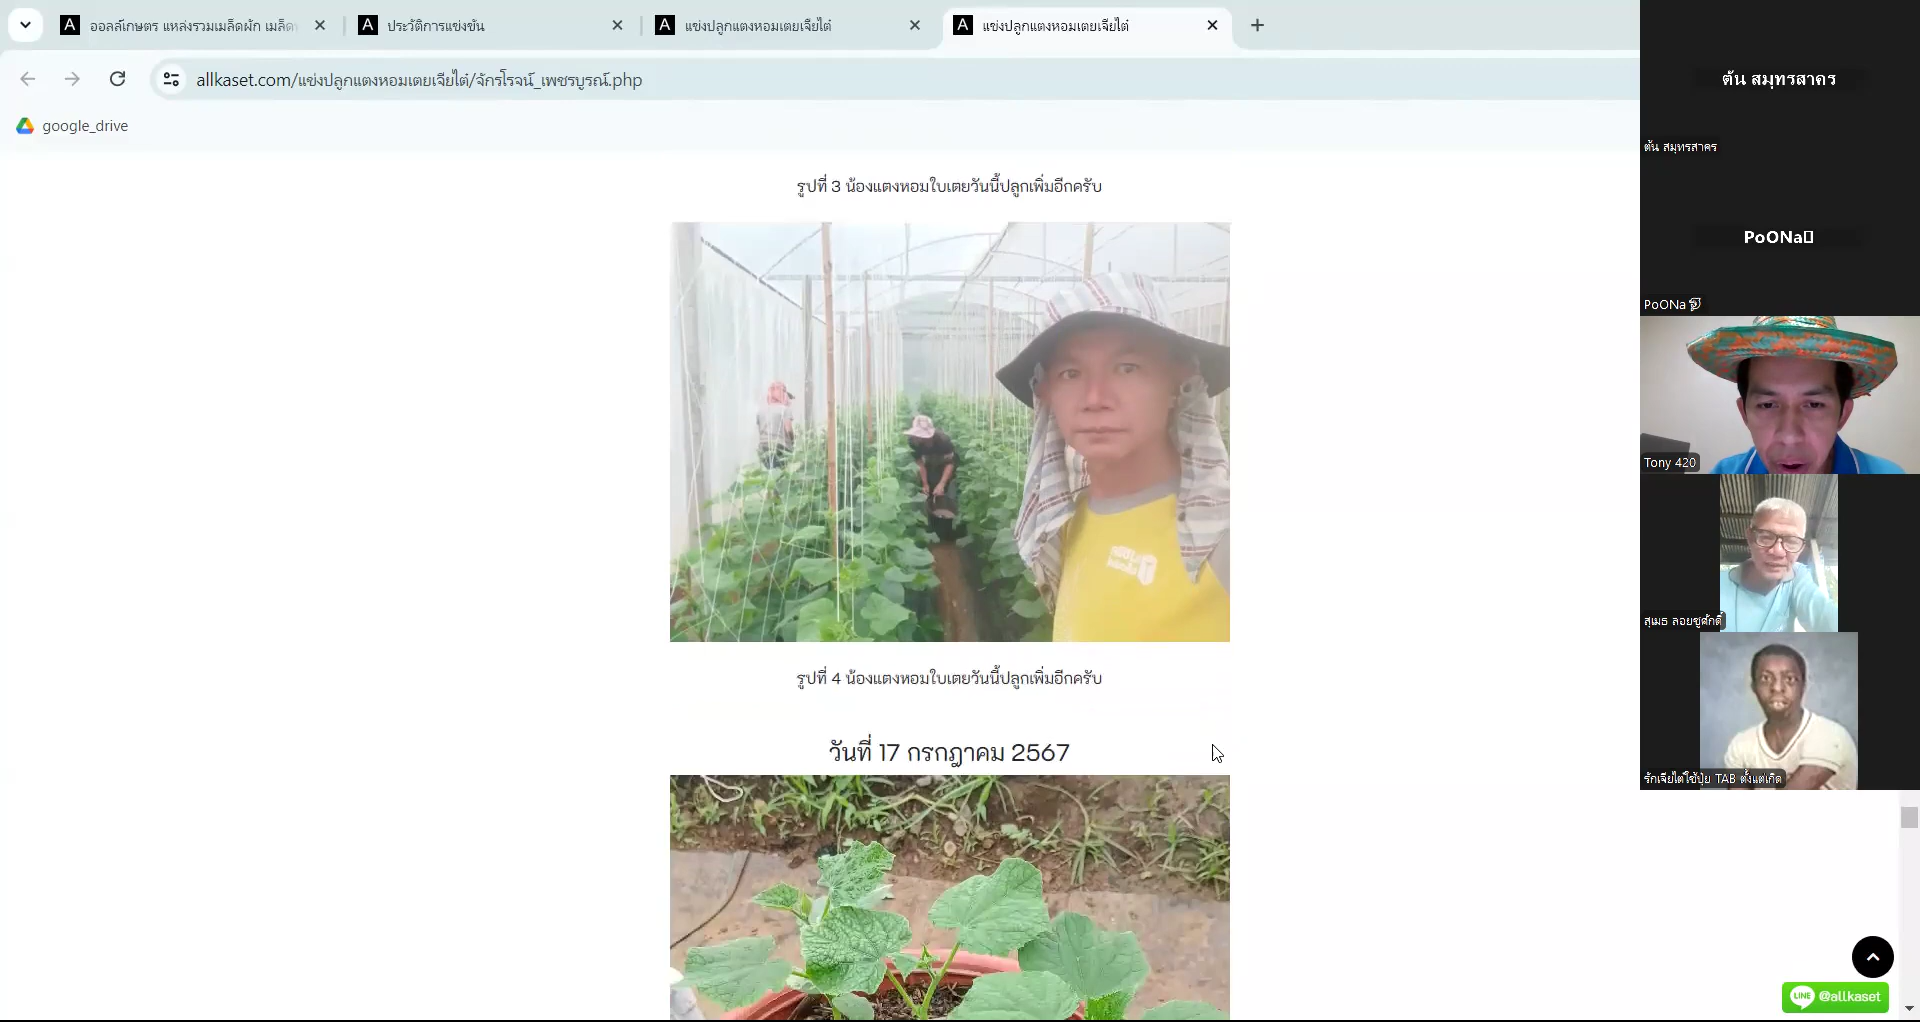 ออลล์เกษตร แหล่งรวมเมล็ดผัก เมล็ด
ประวัติการแข่งขัน
แข่งปลูกแตงหอมเตยเจียไต๋
แข่งปลูกแตงหอมเตยเจียไต๋
allkaset.com/แข่งปลูกแตงหอมเตยเจียไต๋/จักรโรจน์_เพชรบูรณ์.php
google_drive
รูปที่ 3 น้องแตงหอมใบเตยวันนี้ปลูกเพิ่มอีกครับ
รูปที่ 4 น้องแตงหอมใบเตยวันนี้ปลูกเพิ่มอีกครับ
วันที่ 17 กรกฎาคม 2567
ต้น สมุทรสาคร
ต้น สมุทรสาคร
PoONa
PoONa
Tony 420
สุเมธ ลอยชูศักดิ์
รักเจียไต๋ใช้ปุ๋ย TAB ตั้งแต่เกิด
LINE @allkaset